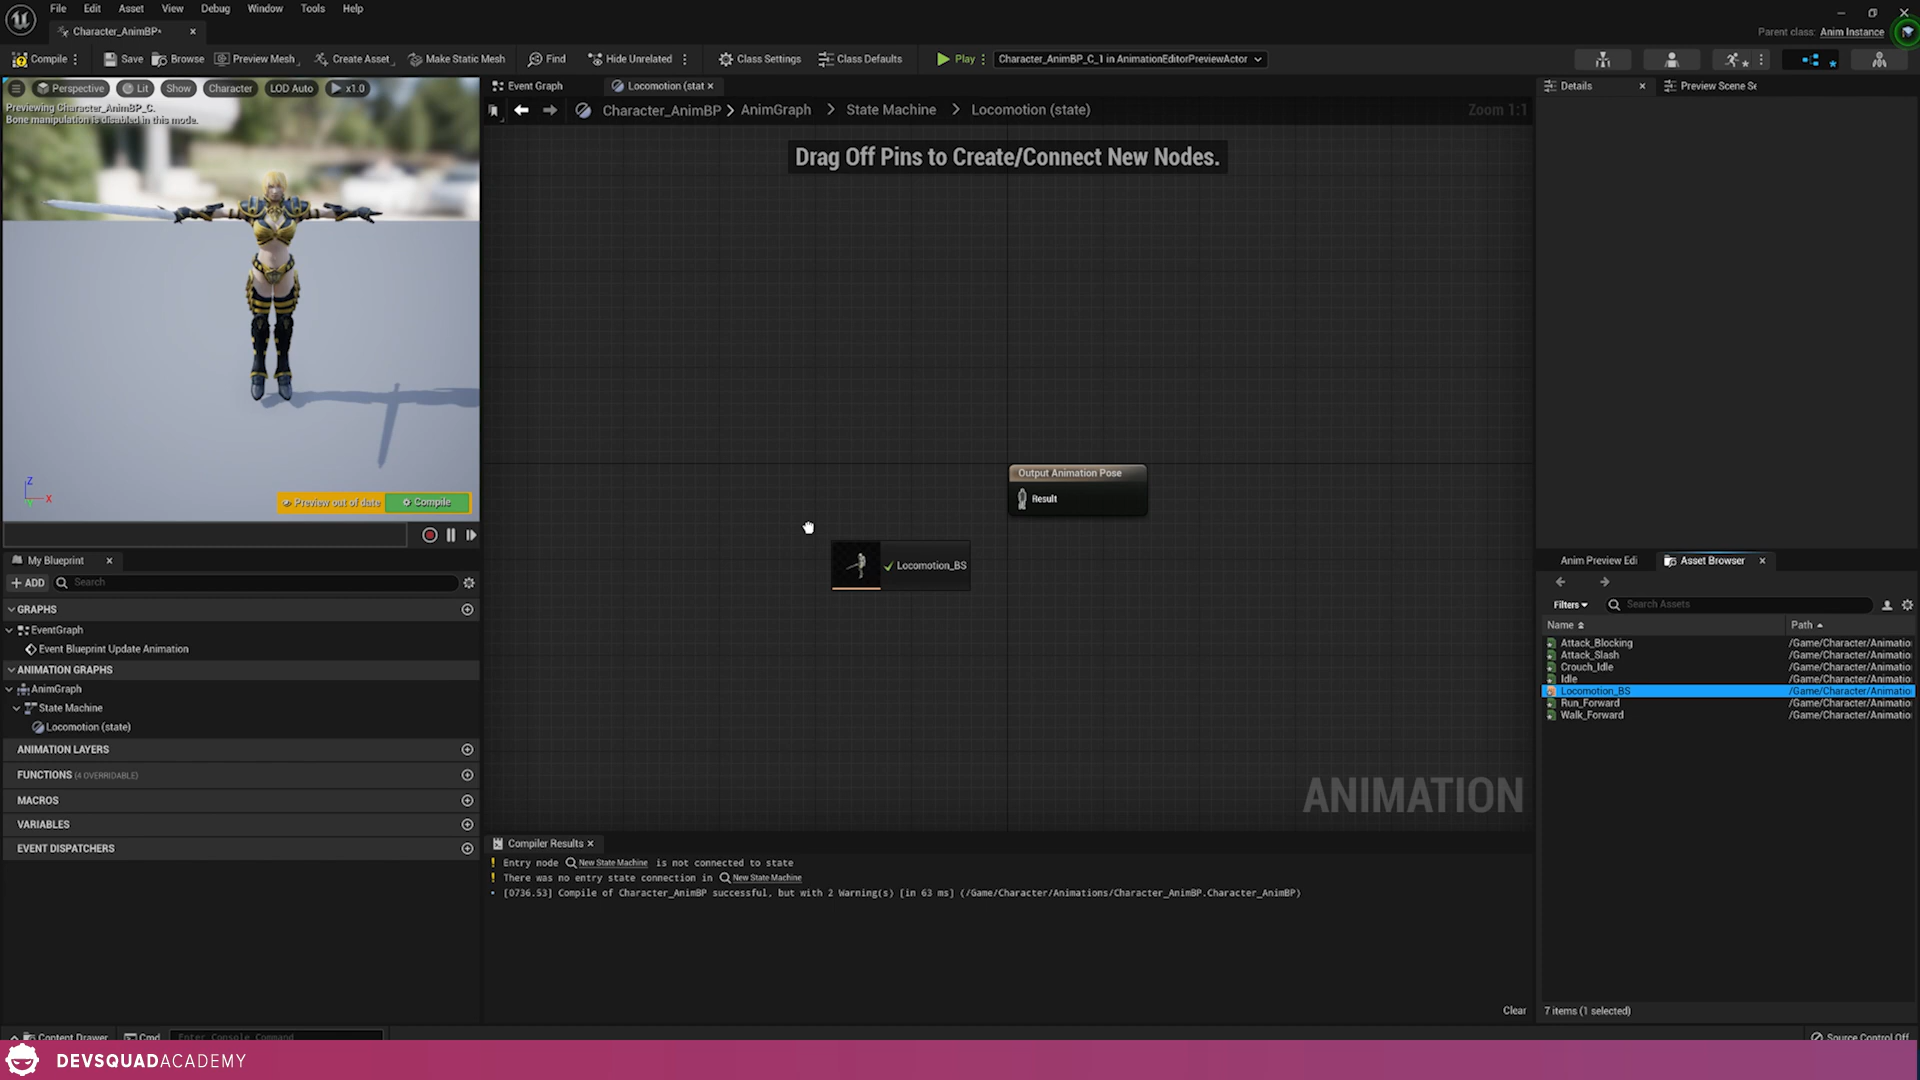 File Edit Asset View Debug Window Tools Help
Character_AnimBP*
Parent class: Anim Instance
Compile Save Browse Preview Mesh Create Asset Make Static Mesh Find Hide Unrelated Class Settings Class Defaults Play Character_AnimBP_C_1 in AnimationEditorPreviewActor
Perspective Lit Show Character LOD Auto x1.0
Previewing Character_AnimBP_C.
Bone manipulation is disabled in this mode.
Z
X
Preview out of date Compile
Event Graph Locomotion (stat
Character_AnimBP AnimGraph State Machine Locomotion (state) Zoom 1:1
Drag Off Pins to Create/Connect New Nodes.
Output Animation Pose
Result
Locomotion_BS
ANIMATION
Details Preview Scene Se
My Blueprint
ADD Search
GRAPHS
EventGraph
Event Blueprint Update Animation
ANIMATION GRAPHS
AnimGraph
State Machine
Locomotion (state)
ANIMATION LAYERS
FUNCTIONS (4 OVERRIDABLE)
MACROS
VARIABLES
EVENT DISPATCHERS
Compiler Results
Entry node New State Machine is not connected to state
There was no entry state connection in New State Machine
[0736.53] Compile of Character_AnimBP successful, but with 2 Warning(s) [in 63 ms] (/Game/Character/Animations/Character_AnimBP.Character_AnimBP)
Clear
Anim Preview Edi Asset Browser
Filters Search Assets
Name Path
Attack_Blocking /Game/Character/Animatio
Attack_Slash /Game/Character/Animatio
Crouch_Idle /Game/Character/Animatio
Idle /Game/Character/Animatio
Locomotion_BS /Game/Character/Animatio
Run_Forward /Game/Character/Animatio
Walk_Forward /Game/Character/Animatio
7 items (1 selected)
Content Drawer Cmd Enter Console Command Source Control Off
DEVSQUADACADEMY